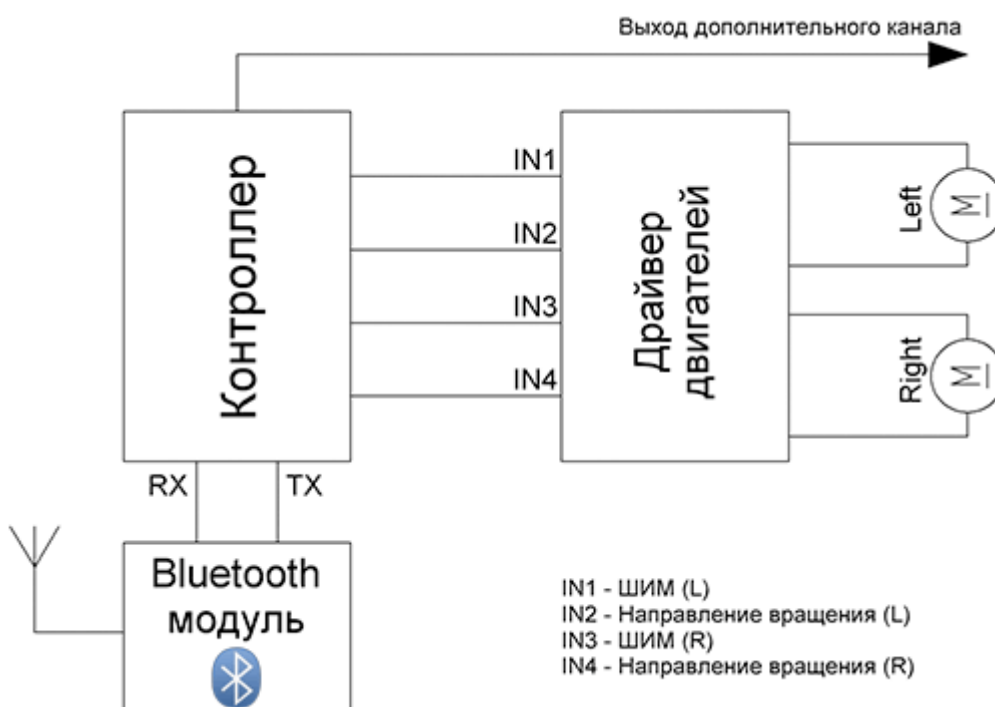 Выход дополнительного канала
Контроллер
IN1
IN2
IN3
IN4
Драйвер
двигателей
Left
M
Right
M
RX
TX
Bluetooth
модуль
IN1 - ШИМ (L)
IN2 - Направление вращения (L)
IN3 - ШИМ (R)
IN4 - Направление вращения (R)